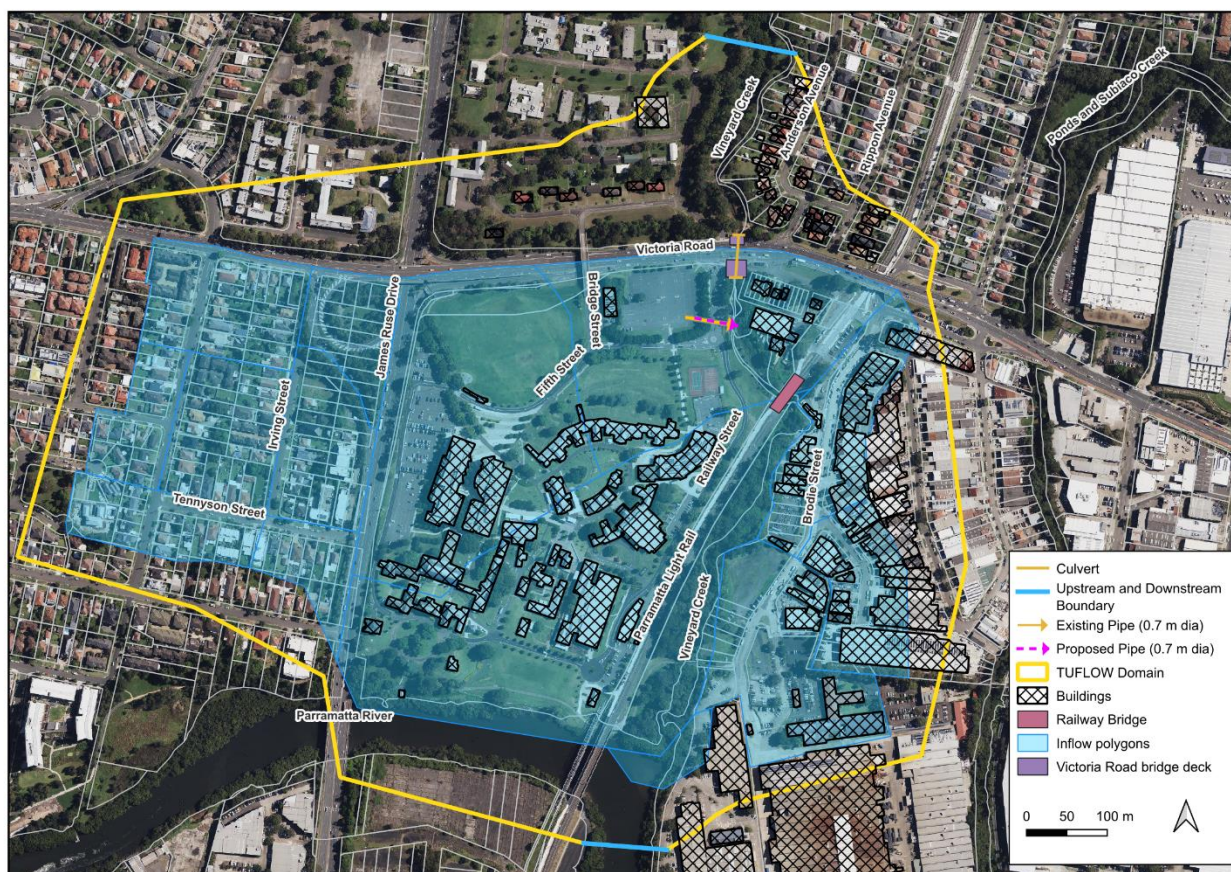 Vineyard Creek
Anderson Avenue
Rippon Avenue
Ponds and Subiaco Creek
Victoria Road
James Ruse Drive
Bridge Street
Fifth Street
Irving Street
Railway Street
Brodie Street
Tennyson Street
Parramatta Light Rail
Vineyard Creek
Parramatta River
Culvert
Upstream and Downstream
Boundary
Existing Pipe (0.7 m dia)
Proposed Pipe (0.7 m dia)
TUFLOW Domain
Buildings
Railway Bridge
Inflow polygons
Victoria Road bridge deck
0 50 100 m